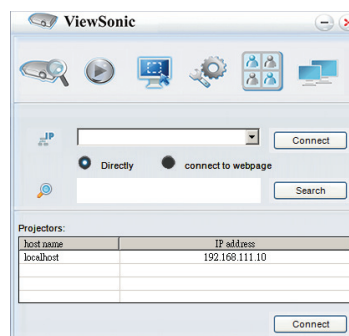 ViewSonic
IP
Connect
Directly connect to webpage
Search
Projectors:
host name IP address
localhost 192.168.111.10
Connect